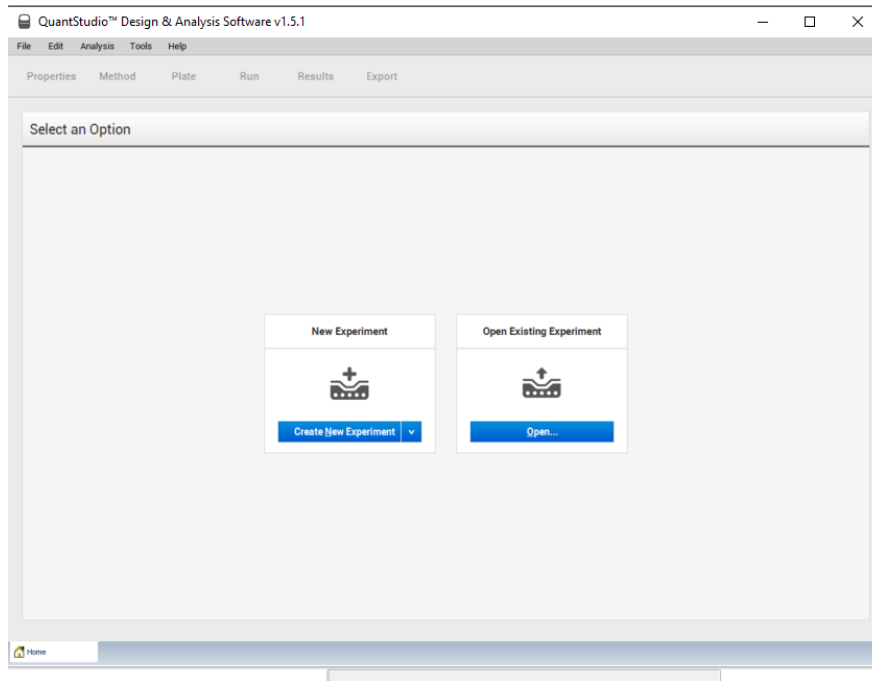 QuantStudio™ Design & Analysis Software v1.5.1
File Edit Analysis Tools Help
Properties Method Plate Run Results Export
Select an Option
New Experiment Open Existing Experiment
Create New Experiment Open...
Home